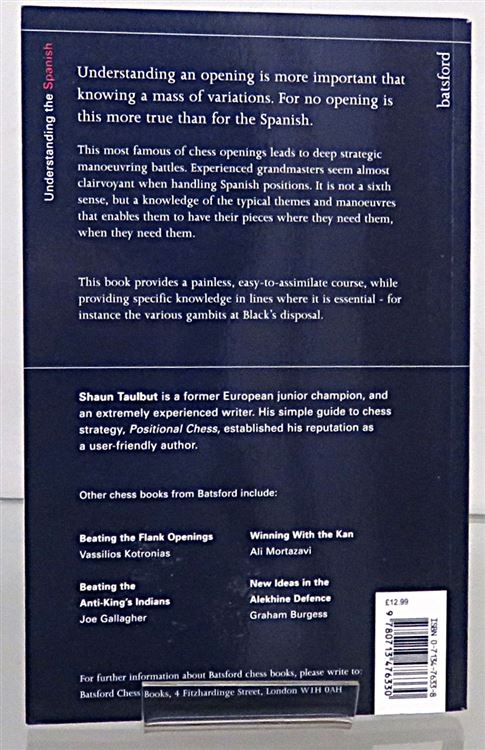 Understanding the Spanish
batsford
Understanding an opening is more important that
knowing a mass of variations. For no opening is
this more true than for the Spanish.
This most famous of chess openings leads to deep strategic
manoeuvring battles. Experienced grandmasters seem almost
clairvoyant when handling Spanish positions. It is not a sixth
sense, but a knowledge of the typical themes and manoeuvres
that enables them to have their pieces where they need them,
when they need them.
This book provides a painless, easy-to-assimilate course, while
providing specific knowledge in lines where it is essential - for
instance the various gambits at Black's disposal.
Shaun Taulbut is a former European junior champion, and
an extremely experienced writer. His simple guide to chess
strategy, Positional Chess, established his reputation as
a user-friendly author.
Other chess books from Batsford include:
Beating the Flank Openings
Vassilios Kotronias
Winning With the Kan
Ali Mortazavi
Beating the
Anti-King's Indians
Joe Gallagher
New Ideas in the
Alekhine Defence
Graham Burgess
£12.99
ISBN 0-7134-7633-8
9 780713 476330
For further information about Batsford chess books, please write to:
Batsford Chess Books, 4 Fitzhardinge Street, London W1H 0AH